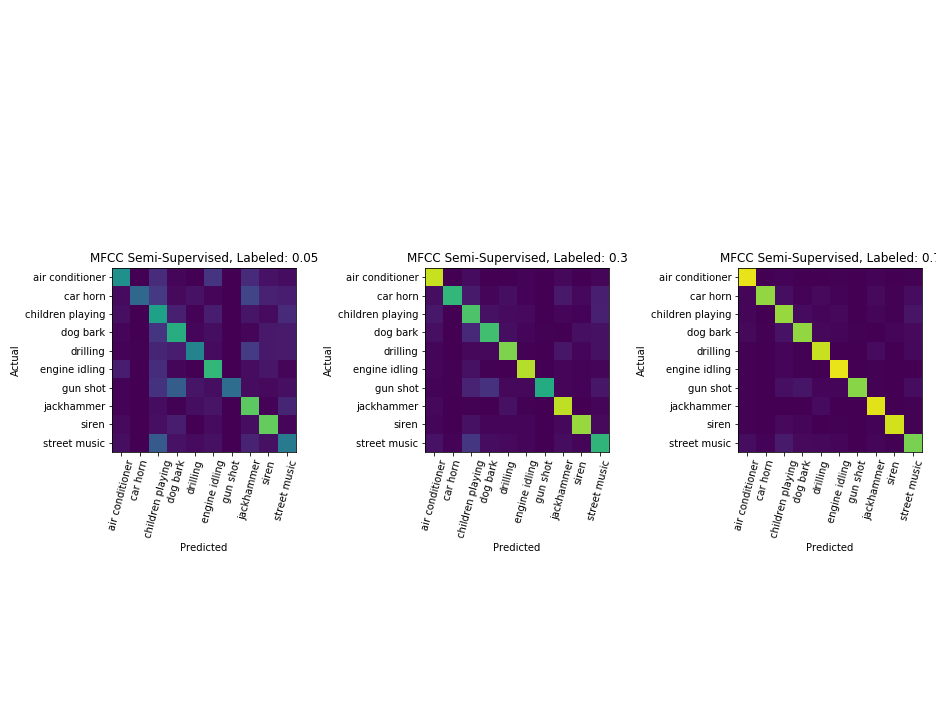 MFCC Semi-Supervised, Labeled: 0.05
Actual
air conditioner
car horn
children playing
dog bark
drilling
engine idling
gun shot
jackhammer
siren
street music
air conditioner
car horn
children playing
dog bark
drilling
engine idling
gun shot
jackhammer
siren
street music
Predicted
MFCC Semi-Supervised, Labeled: 0.3
Actual
air conditioner
car horn
children playing
dog bark
drilling
engine idling
gun shot
jackhammer
siren
street music
air conditioner
car horn
children playing
dog bark
drilling
engine idling
gun shot
jackhammer
siren
street music
Predicted
MFCC Semi-Supervised, Labeled:
Actual
air conditioner
car horn
children playing
dog bark
drilling
engine idling
gun shot
jackhammer
siren
street music
air conditioner
car horn
children playing
dog bark
drilling
engine idling
gun shot
jackhammer
siren
street music
Predicted